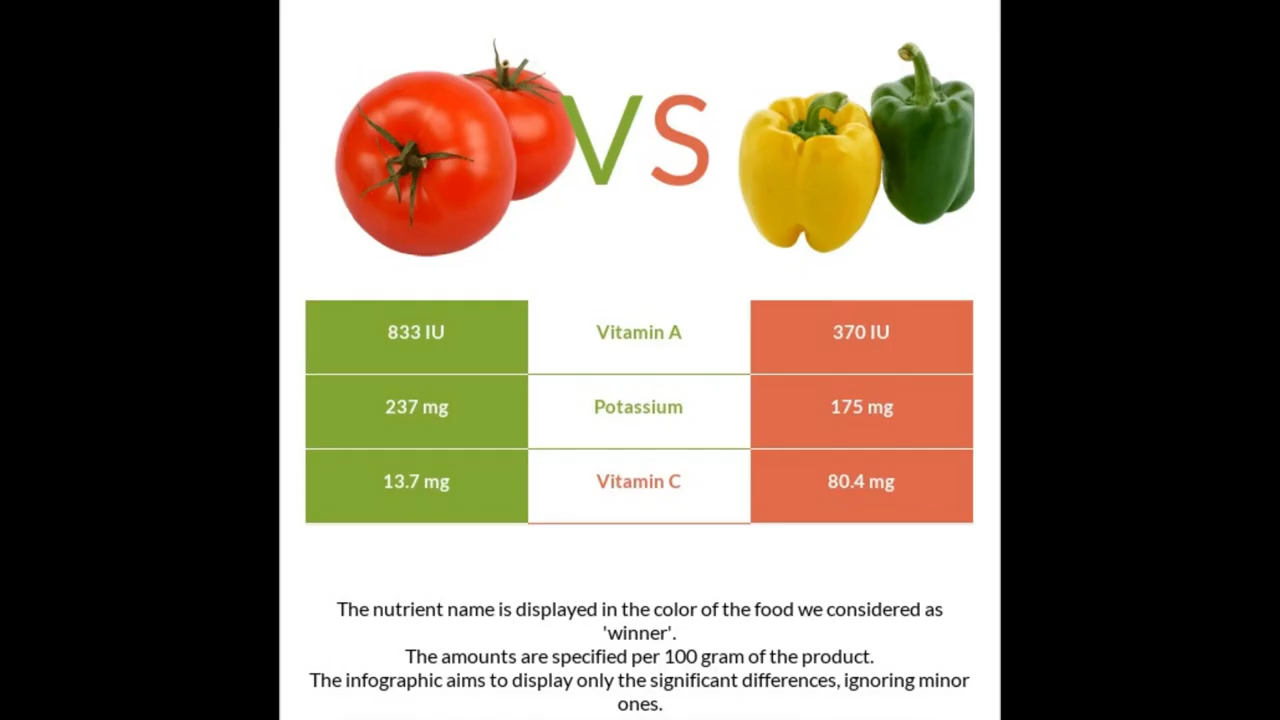 VS
833 IU Vitamin A 370 IU
237 mg Potassium 175 mg
13.7 mg Vitamin C 80.4 mg
The nutrient name is displayed in the color of the food we considered as
'winner'.
The amounts are specified per 100 gram of the product.
The infographic aims to display only the significant differences, ignoring minor
ones.